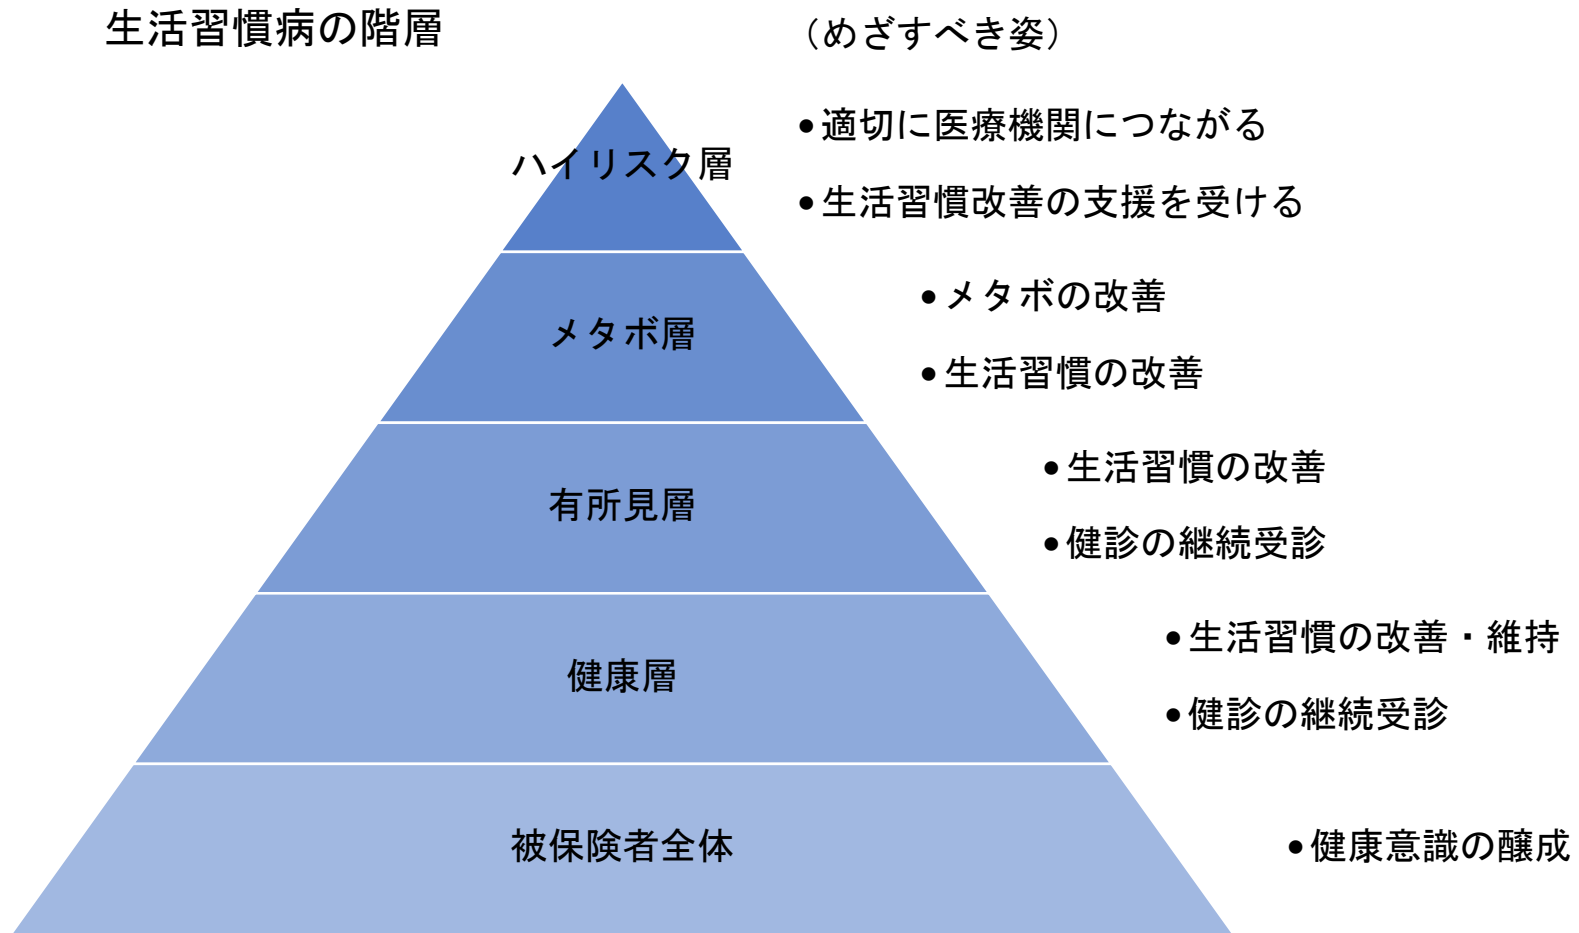 生活習慣病の階層
（めざすべき姿）
ハイリスク層
•適切に医療機関につながる
•生活習慣改善の支援を受ける
メタボ層
•メタボの改善
•生活習慣の改善
有所見層
•生活習慣の改善
•健診の継続受診
健康層
•生活習慣の改善・維持
•健診の継続受診
被保険者全体
•健康意識の醸成